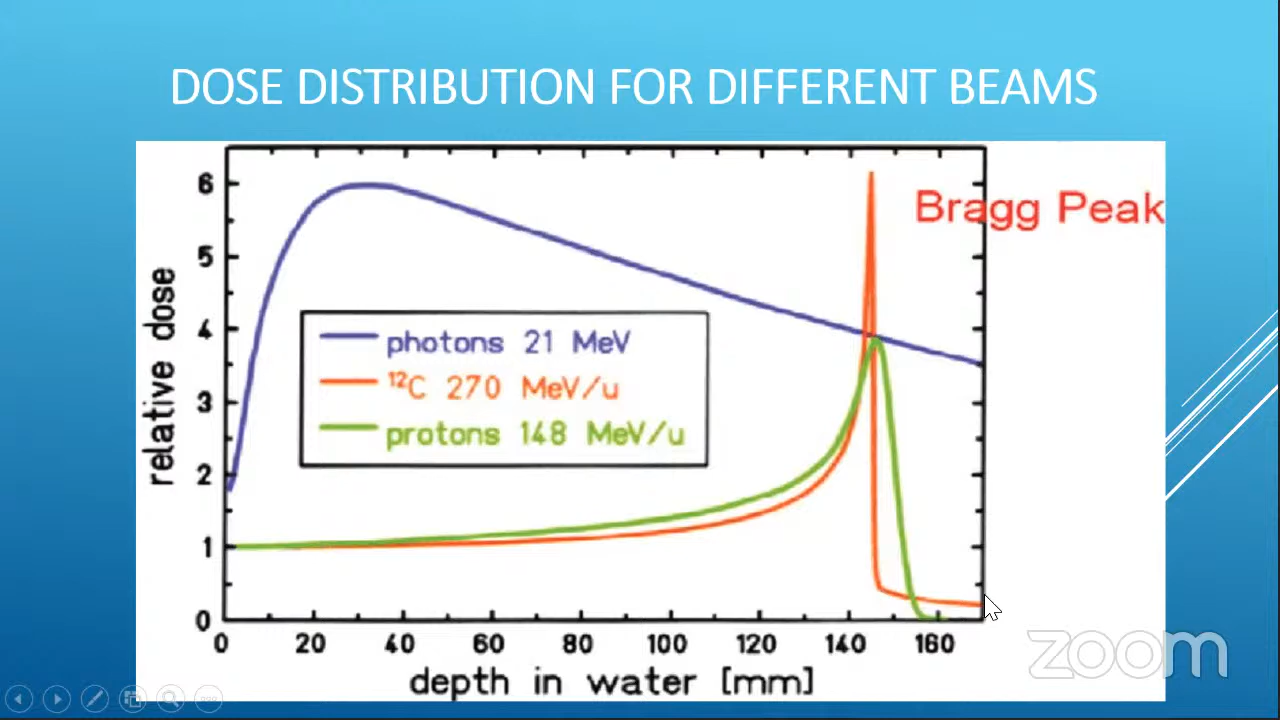 DOSE DISTRIBUTION FOR DIFFERENT BEAMS
Bragg Peak
6
5
4
3
2
1
0
relative dose
photons 21 MeV
¹²C 270 MeV/u
protons 148 MeV/u
0 20 40 60 80 100 120 140 160
depth in water [mm]
zoom